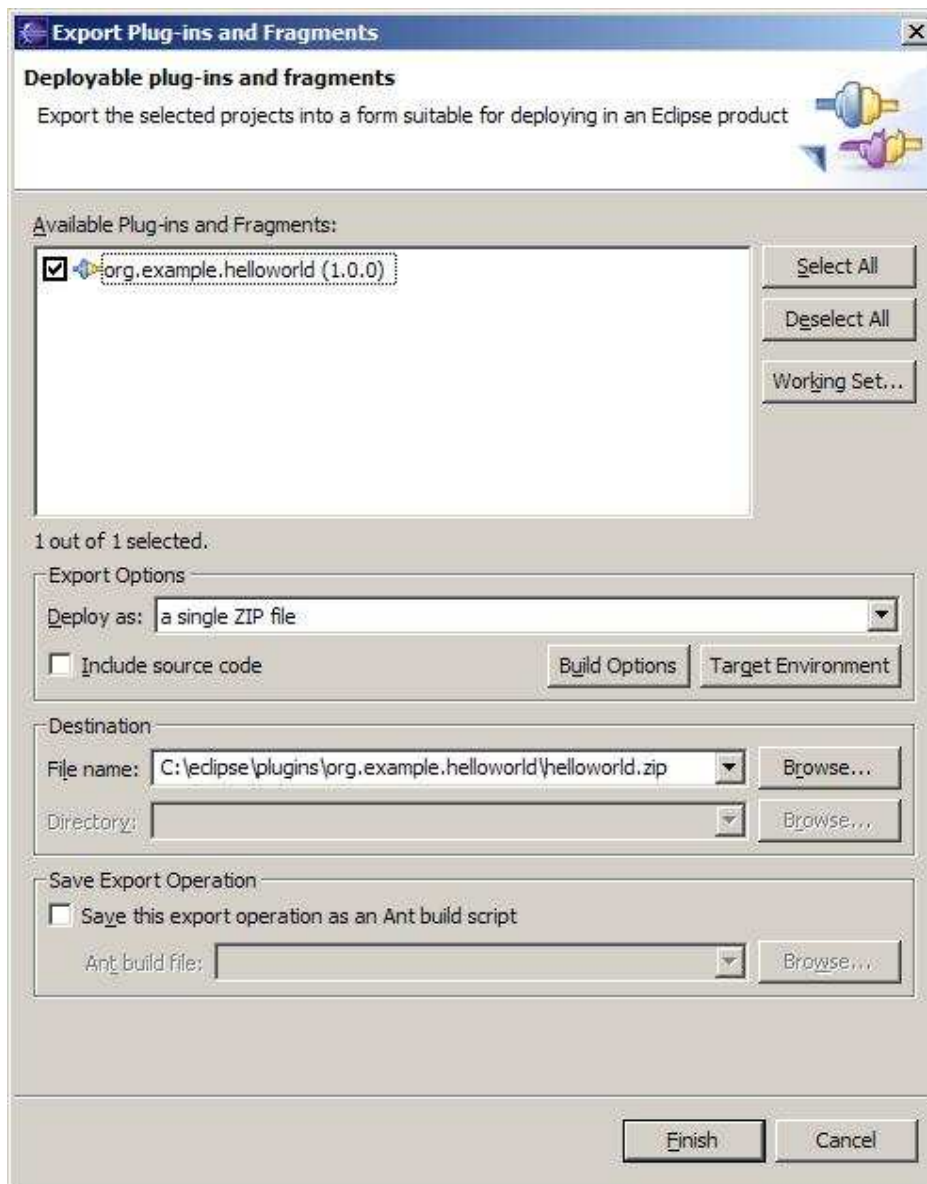 Export Plug-ins and Fragments
Deployable plug-ins and fragments
Export the selected projects into a form suitable for deploying in an Eclipse product
Available Plug-ins and Fragments:
org.example.helloworld (1.0.0)
Select All
Deselect All
Working Set...
1 out of 1 selected.
Export Options
Deploy as: a single ZIP file
Include source code Build Options Target Environment
Destination
File name: C:\eclipse\plugins\org.example.helloworld\helloworld.zip Browse...
Directory: Browse...
Save Export Operation
Save this export operation as an Ant build script
Ant build file: Browse...
Finish Cancel